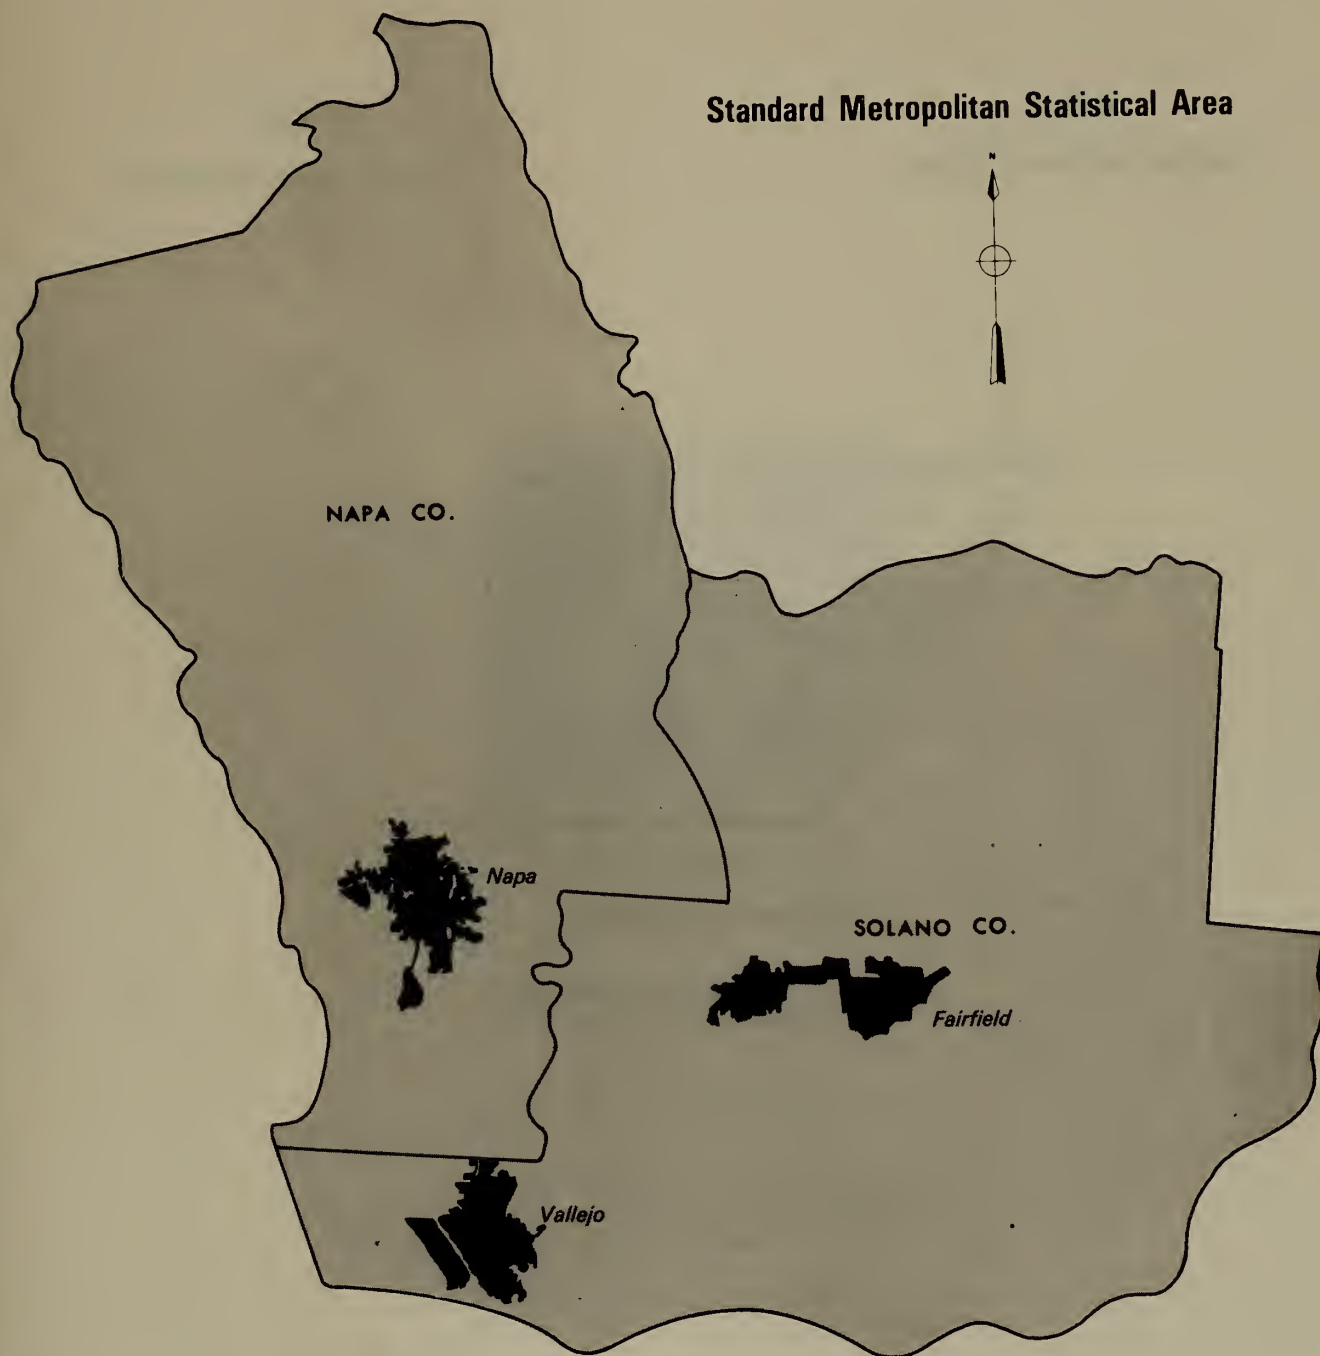 Standard Metropolitan Statistical Area
N
NAPA CO.
Napa
SOLANO CO.
Fairfield
Vallejo